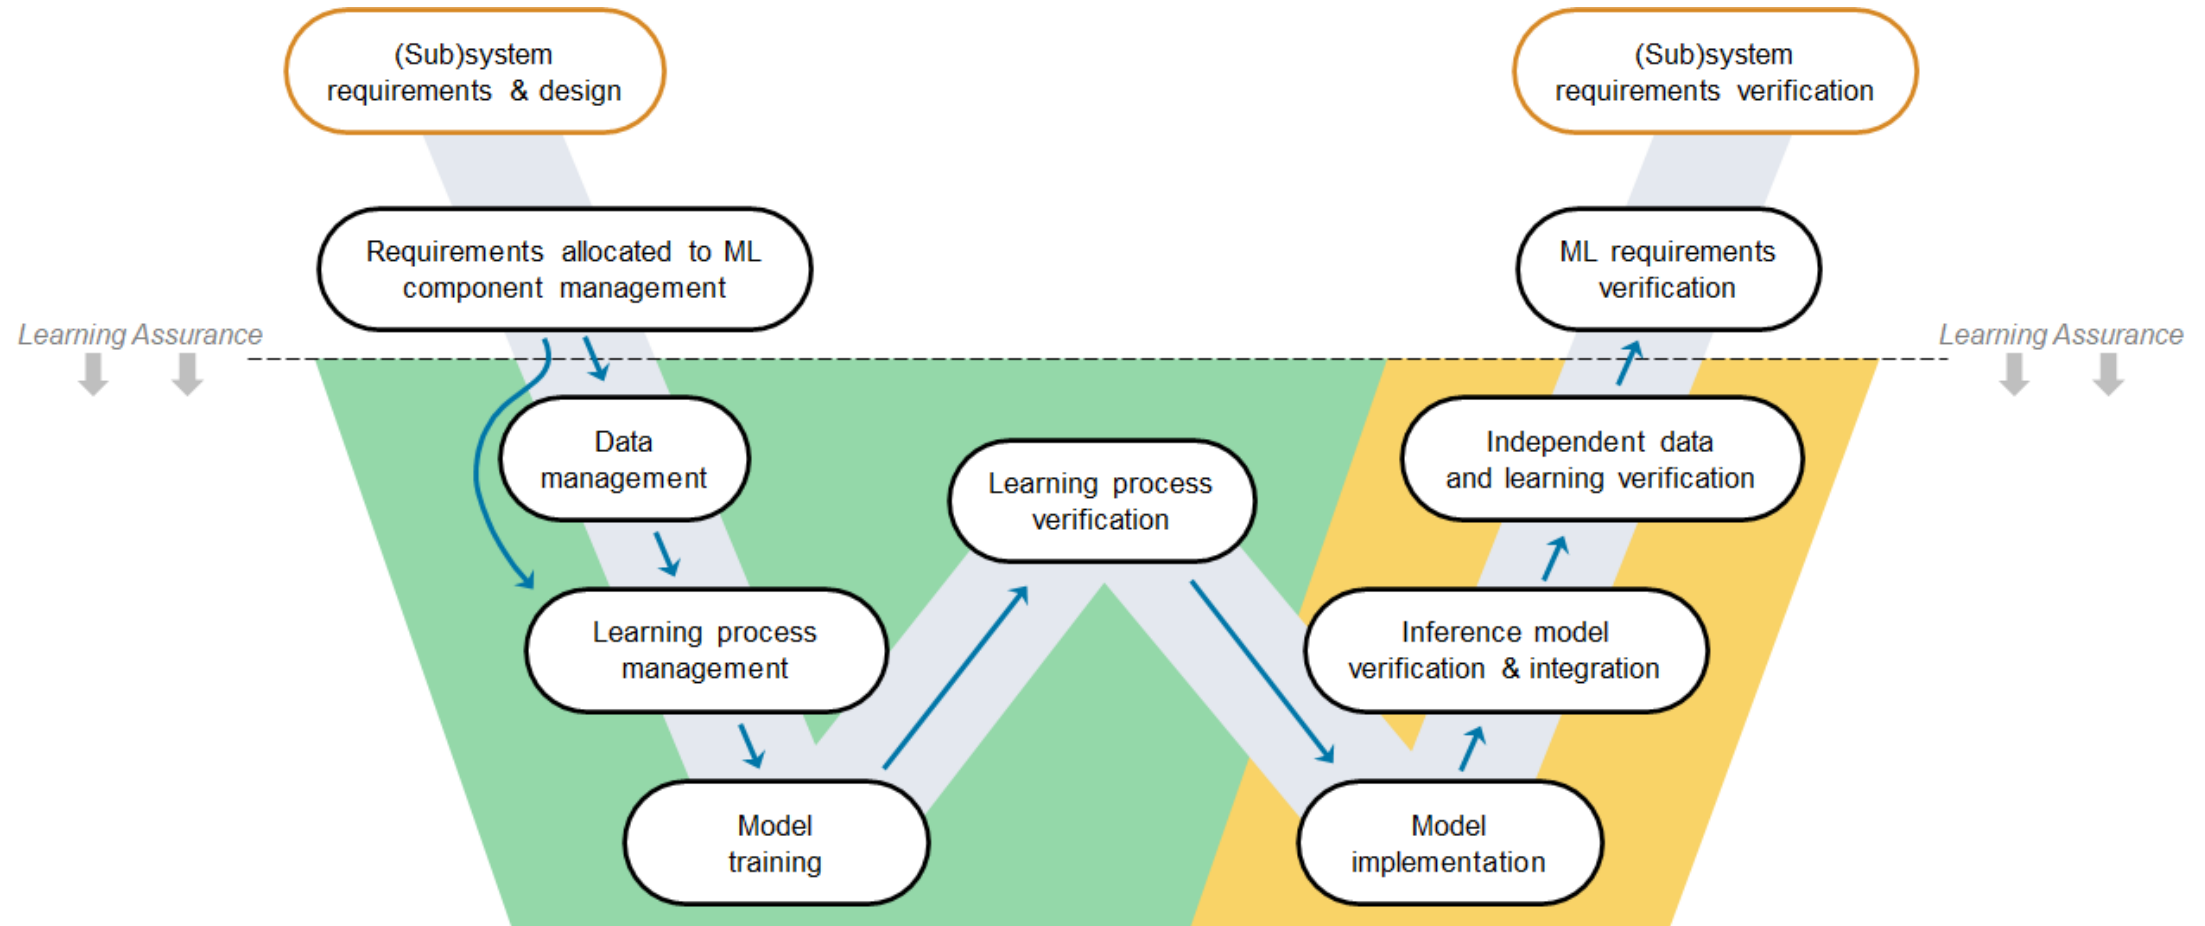 (Sub)system
requirements & design
(Sub)system
requirements verification
Requirements allocated to ML
component management
ML requirements
verification
Learning Assurance
Learning Assurance
Data
management
Learning process
verification
Independent data
and learning verification
Learning process
management
Inference model
verification & integration
Model
training
Model
implementation